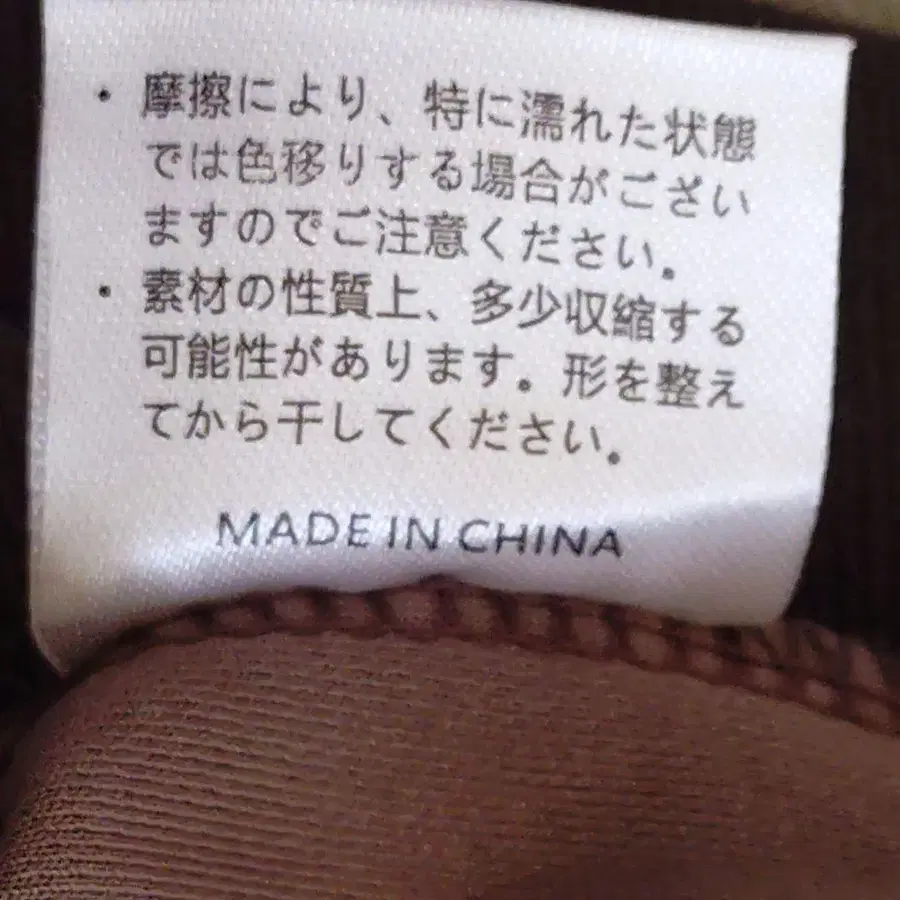 ・摩擦により、特に濡れた状態
では色移りする場合がござい
ますのでご注意ください。
・素材の性質上、多少収縮する
可能性があります。形を整え
てから干してください。
MADE IN CHINA